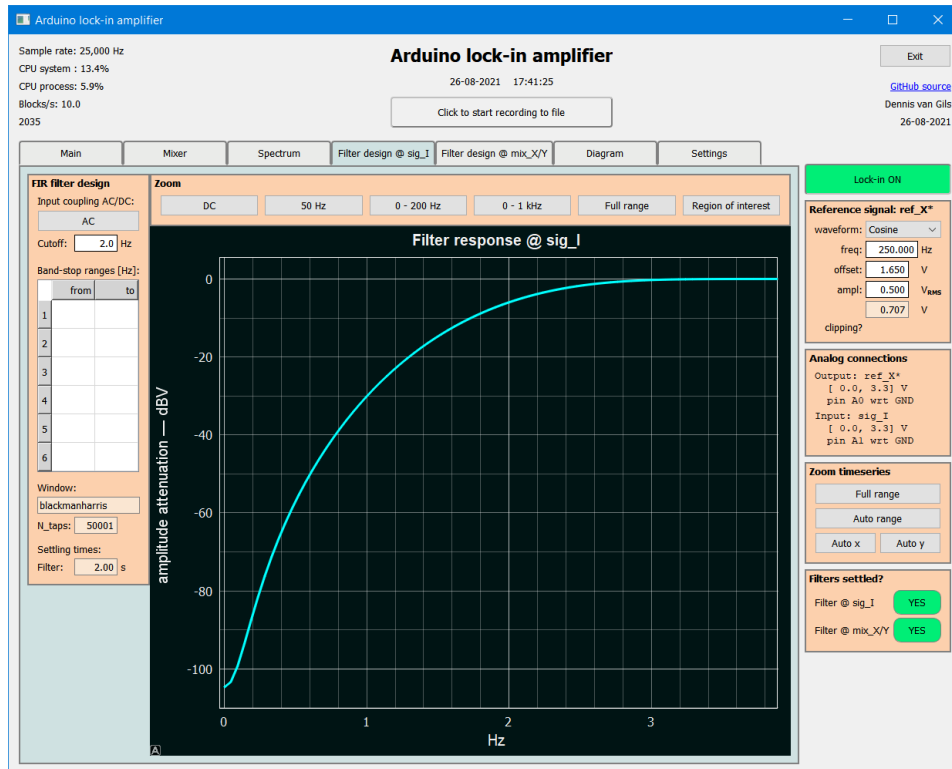 Arduino lock-in amplifier
Sample rate: 25,000 Hz
CPU system : 13.4%
CPU process: 5.9%
Blocks/s: 10.0
2035
Arduino lock-in amplifier
26-08-2021 17:41:25
Click to start recording to file
Exit
GitHub source
Dennis van Gils
26-08-2021
Main Mixer Spectrum Filter design @ sig_I Filter design @ mix_X/Y Diagram Settings
FIR filter design
Input coupling AC/DC:
AC
Cutoff: 2.0 Hz
Band-stop ranges [Hz]:
from to
1
2
3
4
5
6
Window:
blackmanharris
N_taps: 50001
Settling times:
Filter: 2.00 s
Zoom
DC 50 Hz 0 - 200 Hz 0 - 1 kHz Full range Region of interest
Filter response @ sig_I
amplitude attenuation — dBV
0
-20
-40
-60
-80
-100
0 1 2 3
Hz
A
Lock-in ON
Reference signal: ref_X*
waveform: Cosine
freq: 250.000 Hz
offset: 1.650 V
ampl: 0.500 VRMS
0.707 V
clipping?
Analog connections
Output: ref_X*
[ 0.0, 3.3] V
pin A0 wrt GND
Input: sig_I
[ 0.0, 3.3] V
pin A1 wrt GND
Zoom timeseries
Full range
Auto range
Auto x Auto y
Filters settled?
Filter @ sig_I YES
Filter @ mix_X/Y YES